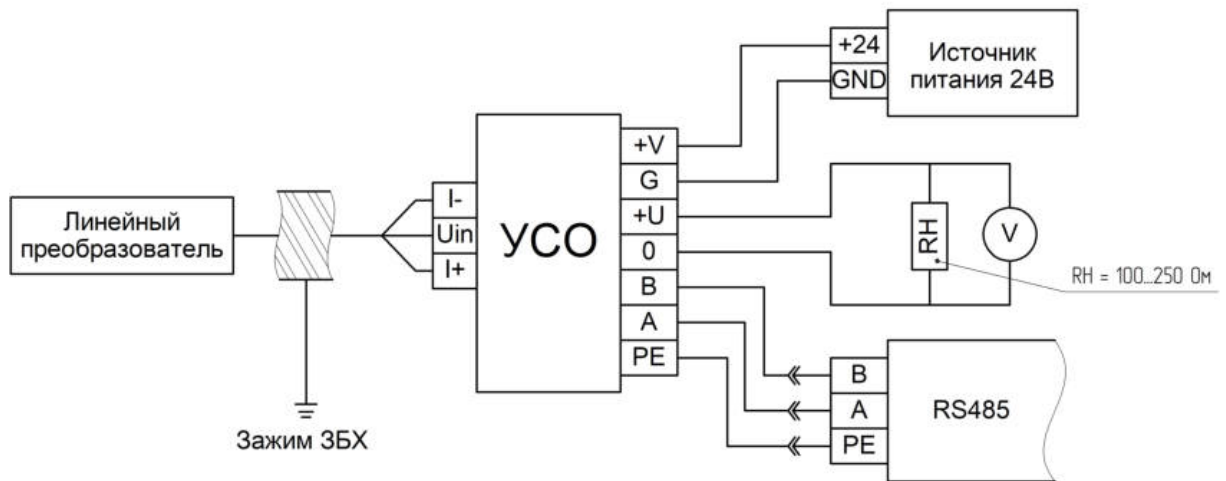 +24
GND
Источник
питания 24В
Линейный
преобразователь
I-
Uin
I+
УСО
+V
G
+U
0
B
A
PE
RH
V
RH = 100...250 Ом
Зажим ЗБХ
B
A
PE
RS485